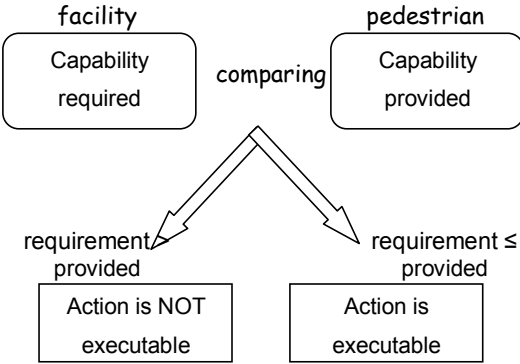 facility
pedestrian
Capability
required
comparing
Capability
provided
requirement >
provided
requirement ≤
provided
Action is NOT
executable
Action is
executable